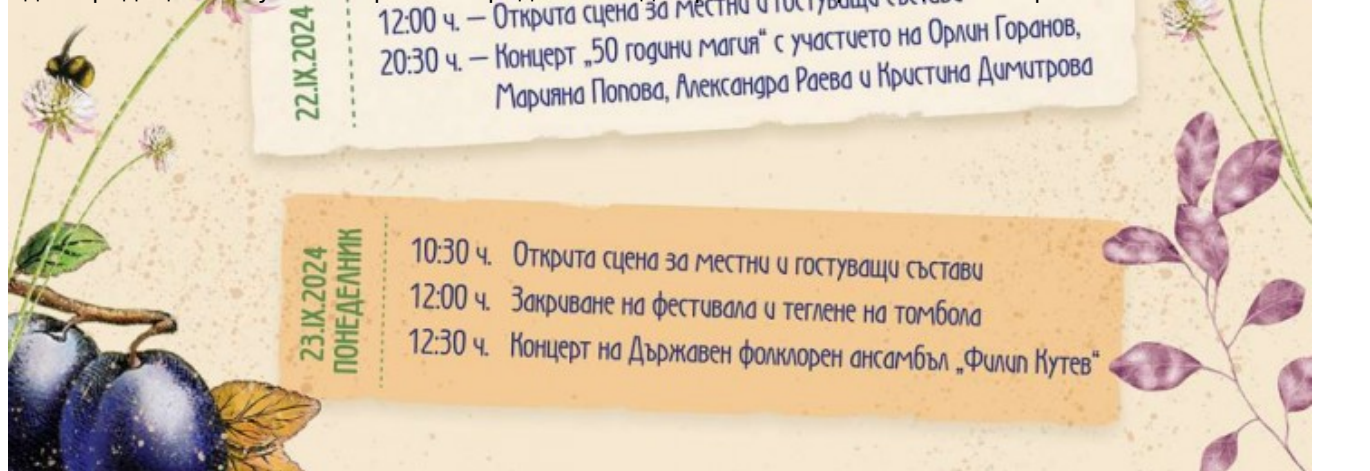 22.IX.2024
12:00 ч. – Открита сцена за местни и гостуващи състави
20:30 ч. – Концерт „50 години магия“ с участието на Орлин Горанов,
Марияна Попова, Александра Раева и Кристина Димитрова
23.IX.2024
ПОНЕДЕЛНИК
10:30 ч. Открита сцена за местни и гостуващи състави
12:00 ч. Закриване на фестивала и теглене на томбола
12:30 ч. Концерт на Държавен фолклорен ансамбъл „Филип Кутев“